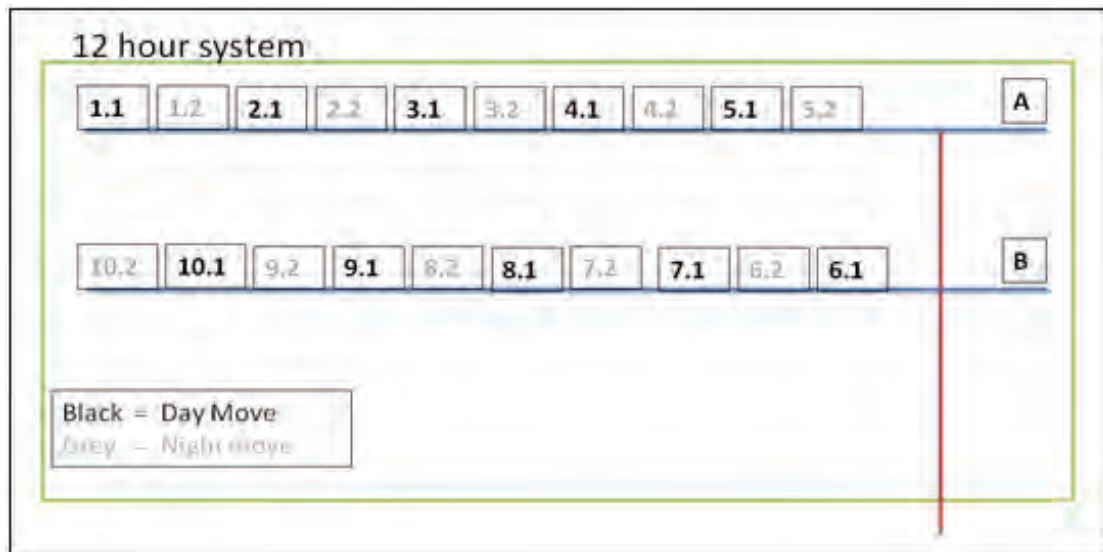 12 hour system
1.1 1.2 2.1 2.2 3.1 3.2 4.1 4.2 5.1 5.2 A
10.2 10.1 9.2 9.1 8.2 8.1 7.2 7.1 6.2 6.1 B
Black = Day Move
Grey = Night move